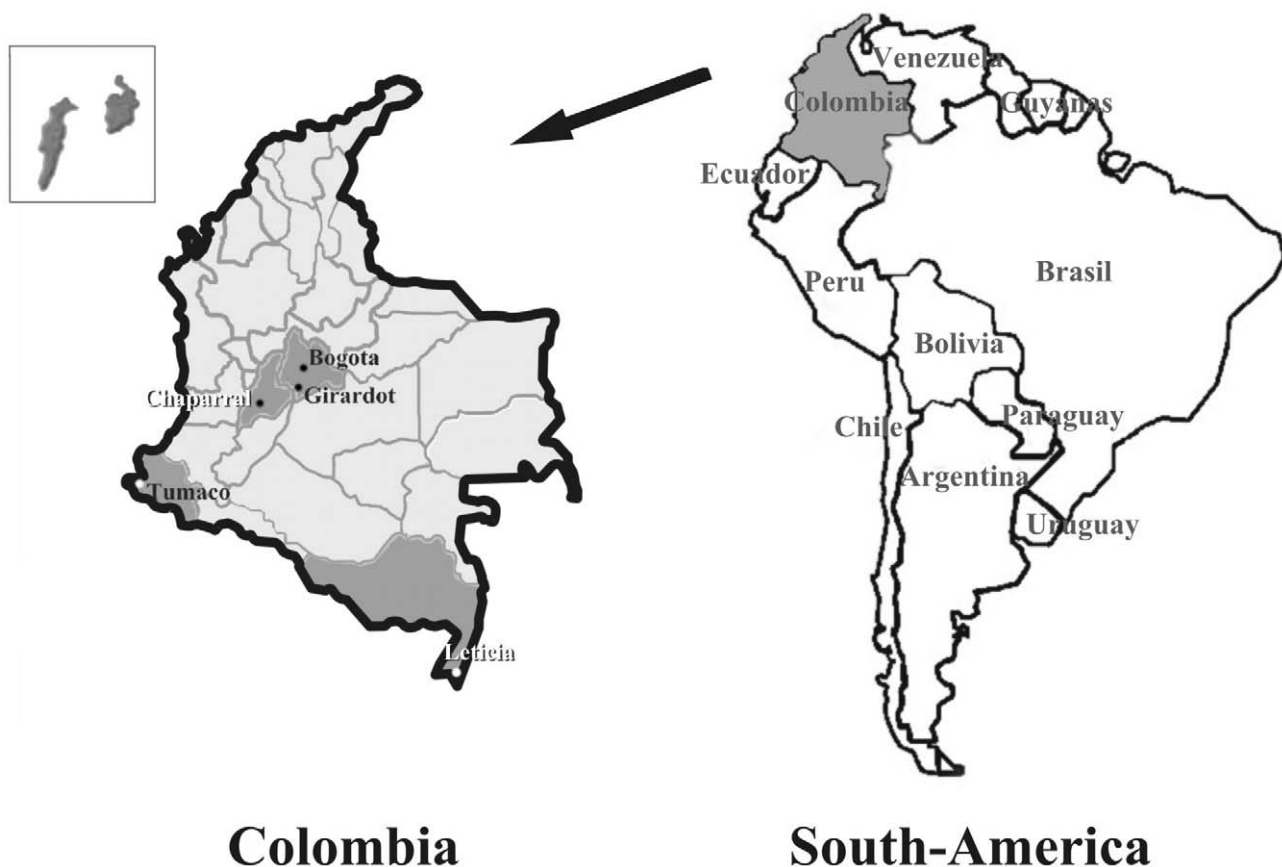 Bogota
Girardot
Chaparral
Tumaco
Leticia
Colombia
Venezuela
Colombia
Guyanas
Ecuador
Peru
Brasil
Bolivia
Paraguay
Chile
Argentina
Uruguay
South-America